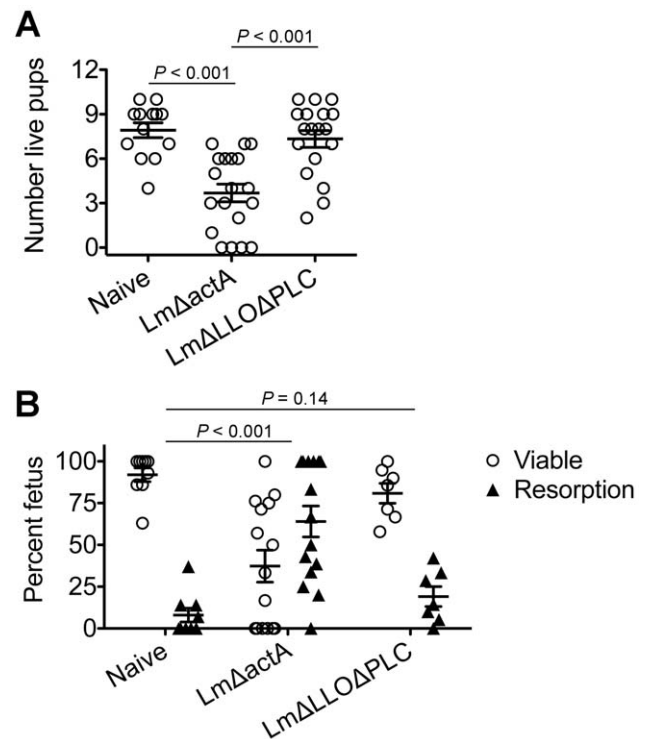 A
P < 0.001
P < 0.001
Number live pups
12
9
6
3
0
Naive
LmΔactA
LmΔLLOΔPLC
B
P = 0.14
P < 0.001
Percent fetus
100
75
50
25
0
Naive
LmΔactA
LmΔLLOΔPLC
Viable
Resorption